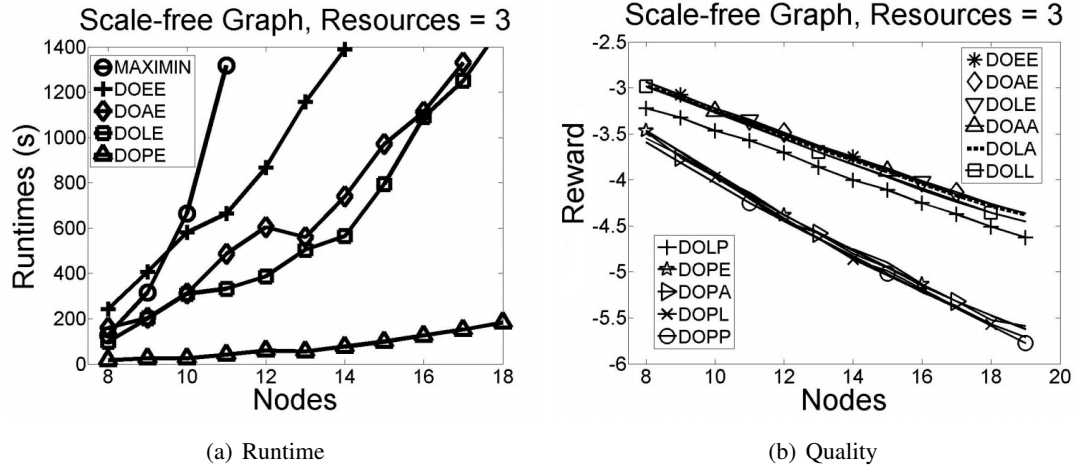 Scale-free Graph, Resources = 3
1400
1200
1000
800
600
400
200
0
Runtimes (s)
MAXIMIN
DOEE
DOAE
DOLE
DOPE
8 10 12 14 16 18
Nodes
(a) Runtime
Scale-free Graph, Resources = 3
-2.5
-3
-3.5
-4
-4.5
-5
-5.5
-6
Reward
DOEE
DOAE
DOLE
DOAA
DOLA
DOLL
DOLP
DOPE
DOPA
DOPL
DOPP
8 10 12 14 16 18 20
Nodes
(b) Quality